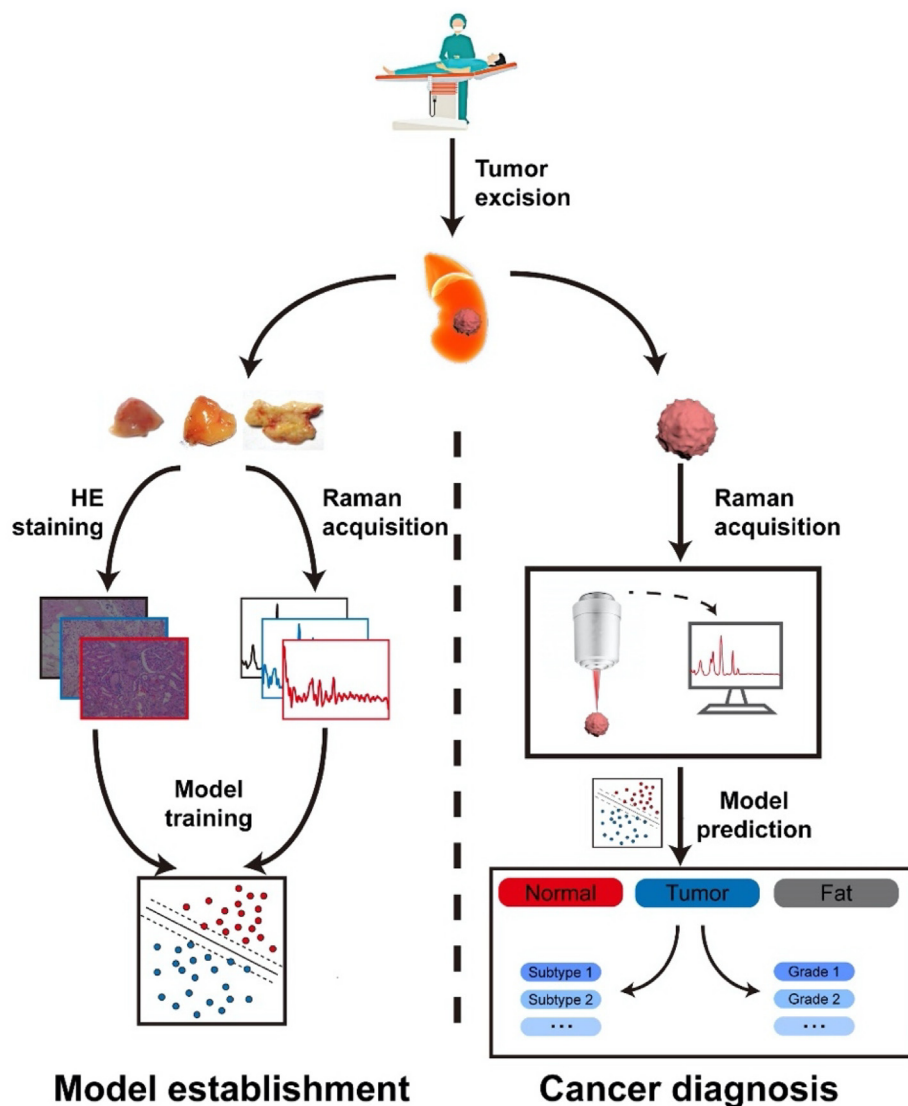 Tumor
excision
HE
staining
Raman
acquisition
Model
training
Model establishment
Raman
acquisition
Model
prediction
Normal
Tumor
Fat
Subtype 1
Subtype 2
...
Grade 1
Grade 2
...
Cancer diagnosis